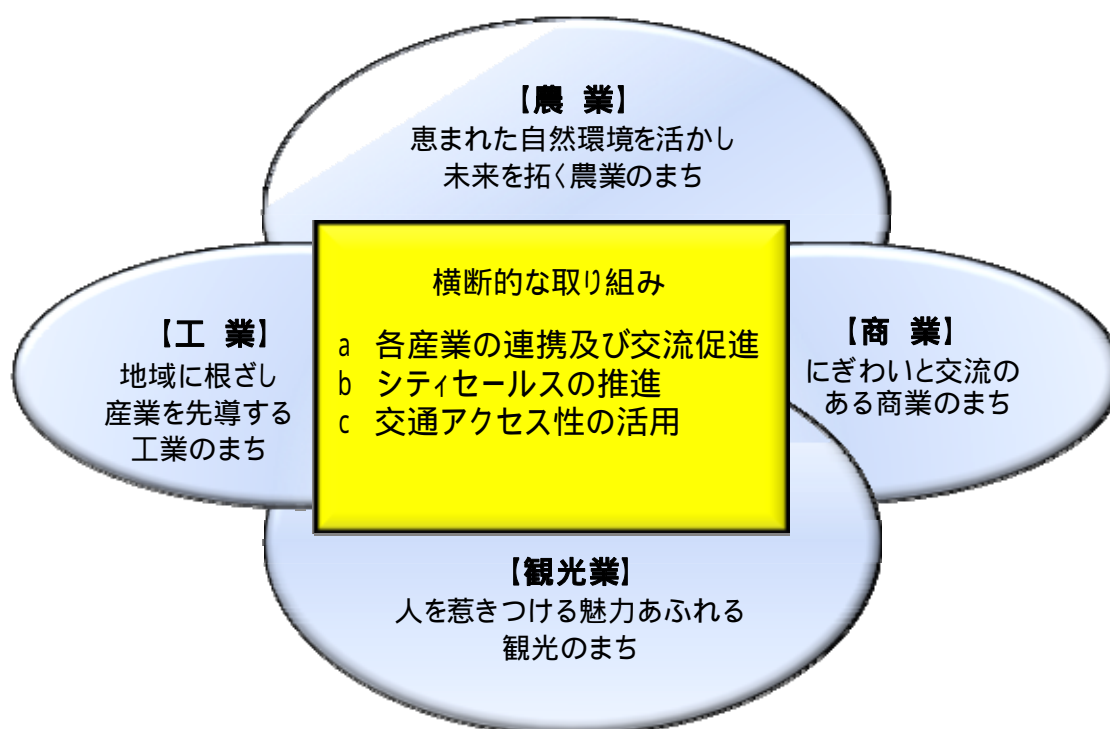 【農 業】
恵まれた自然環境を活かし
未来を拓く農業のまち
横断的な取り組み
a 各産業の連携及び交流促進
b シティセールスの推進
c 交通アクセス性の活用
【工 業】
地域に根ざし
産業を先導する
工業のまち
【商 業】
にぎわいと交流の
ある商業のまち
【観光業】
人を惹きつける魅力あふれる
観光のまち